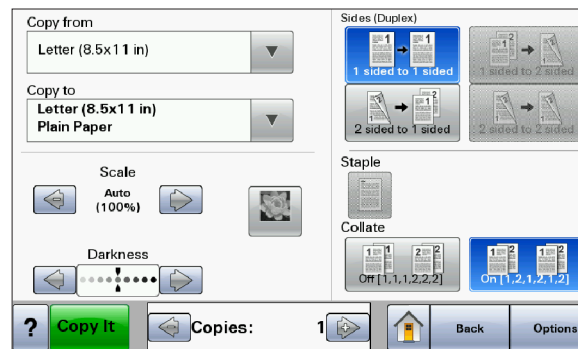 Copy from
Letter (8.5x11 in)
Copy to
Letter (8.5x11 in)
Plain Paper
Scale
Auto
(100%)
Darkness
Sides (Duplex)
1 sided to 1 sided
1 sided to 2 sided
2 sided to 1 sided
2 sided to 2 sided
Staple
Collate
Off [1,1,1,2,2,2]
On [1,2,1,2,1,2]
?
Copy It
Copies:
1
Back
Options